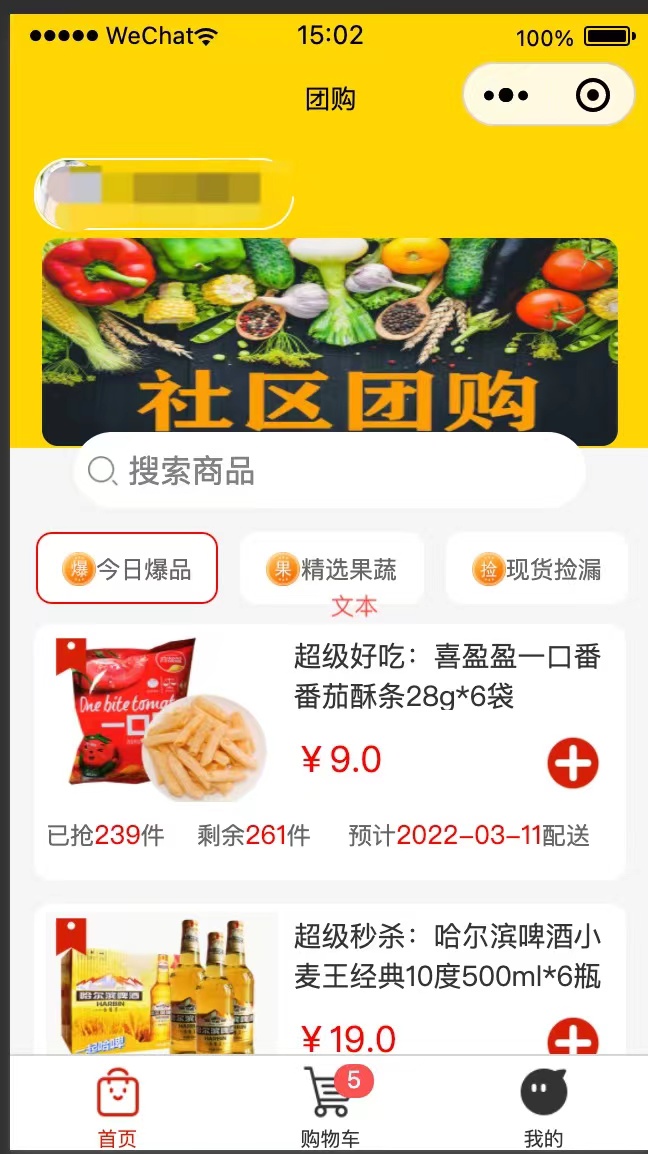 WeChat 15:02 100%
团购
社区团购
搜索商品
爆今日爆品 果精选果蔬 捡现货捡漏
文本
超级好吃：喜盈盈一口番
番茄酥条28g*6袋
One bite tomat
一口
￥9.0
已抢239件 剩余261件 预计2022-03-11配送
超级秒杀：哈尔滨啤酒小
麦王经典10度500ml*6瓶
哈尔滨啤酒
HARBIN
一起哈啤
￥19.0
5
首页 购物车 我的